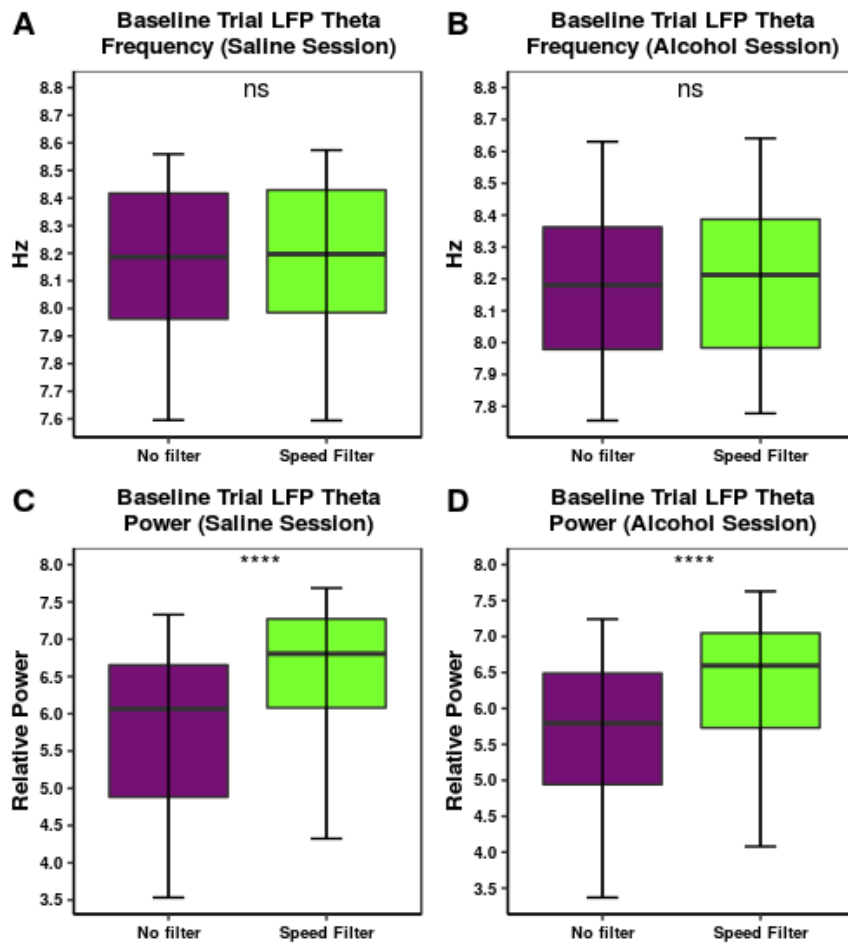 A
Baseline Trial LFP Theta
Frequency (Saline Session)
ns
Hz
8.8
8.7
8.6
8.5
8.4
8.3
8.2
8.1
8.0
7.9
7.8
7.7
7.6
No filter
Speed Filter
B
Baseline Trial LFP Theta
Frequency (Alcohol Session)
ns
Hz
8.8
8.7
8.6
8.5
8.4
8.3
8.2
8.1
8.0
7.9
7.8
No filter
Speed Filter
C
Baseline Trial LFP Theta
Power (Saline Session)
****
Relative Power
8.0
7.5
7.0
6.5
6.0
5.5
5.0
4.5
4.0
3.5
No filter
Speed Filter
D
Baseline Trial LFP Theta
Power (Alcohol Session)
****
Relative Power
8.0
7.5
7.0
6.5
6.0
5.5
5.0
4.5
4.0
3.5
No filter
Speed Filter